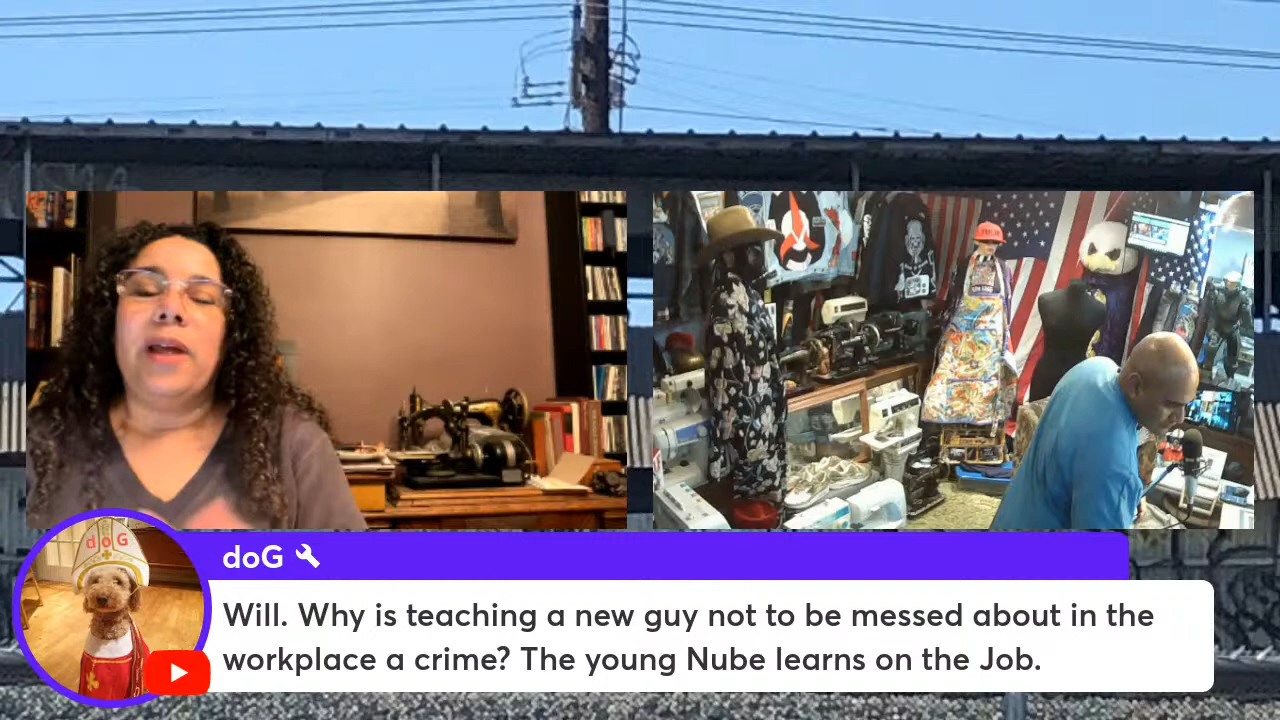 doG
doG
Will. Why is teaching a new guy not to be messed about in the
workplace a crime? The young Nube learns on the Job.